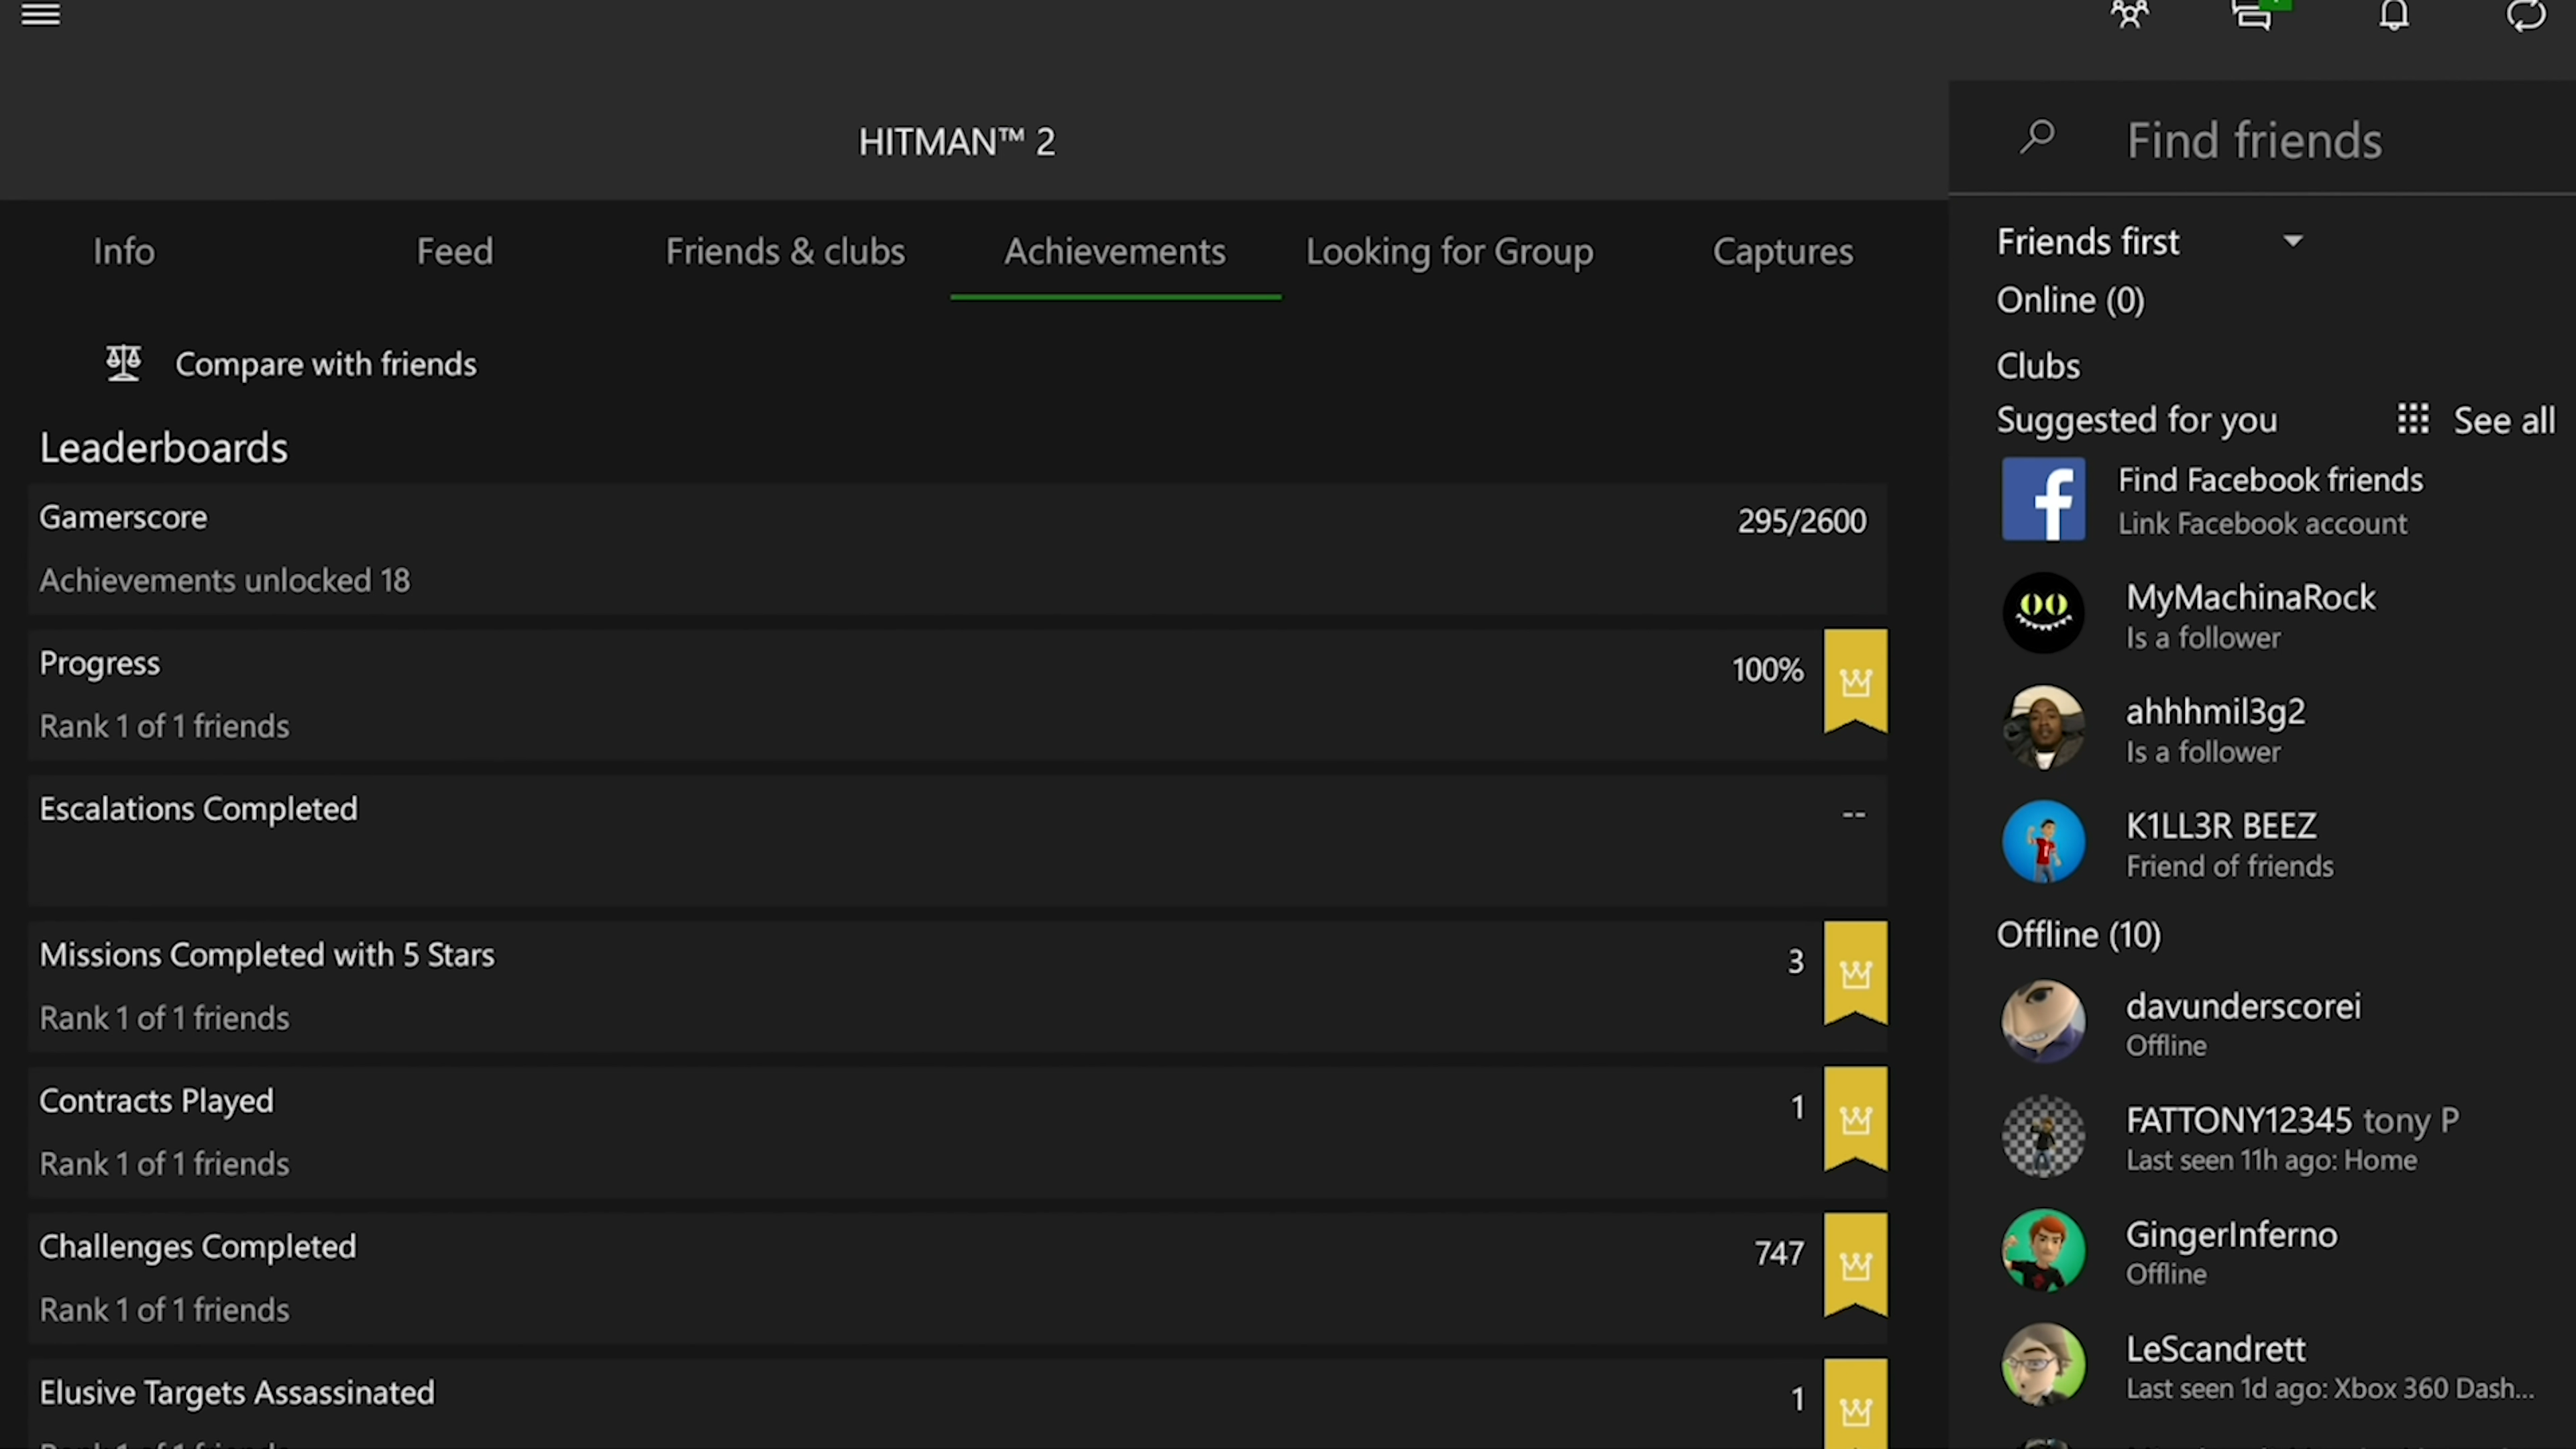 HITMAN™ 2
Info
Feed
Friends & clubs
Achievements
Looking for Group
Captures
Compare with friends
Leaderboards
Gamerscore
295/2600
Achievements unlocked 18
Progress
100%
Rank 1 of 1 friends
Escalations Completed
--
Missions Completed with 5 Stars
3
Rank 1 of 1 friends
Contracts Played
1
Rank 1 of 1 friends
Challenges Completed
747
Rank 1 of 1 friends
Elusive Targets Assassinated
1
Find friends
Friends first
Online (0)
Clubs
Suggested for you
See all
Find Facebook friends
Link Facebook account
MyMachinaRock
Is a follower
ahhhmil3g2
Is a follower
K1LL3R BEEZ
Friend of friends
Offline (10)
davunderscorei
Offline
FATTONY12345 tony P
Last seen 11h ago: Home
GingerInferno
Offline
LeScandrett
Last seen 1d ago: Xbox 360 Dash...